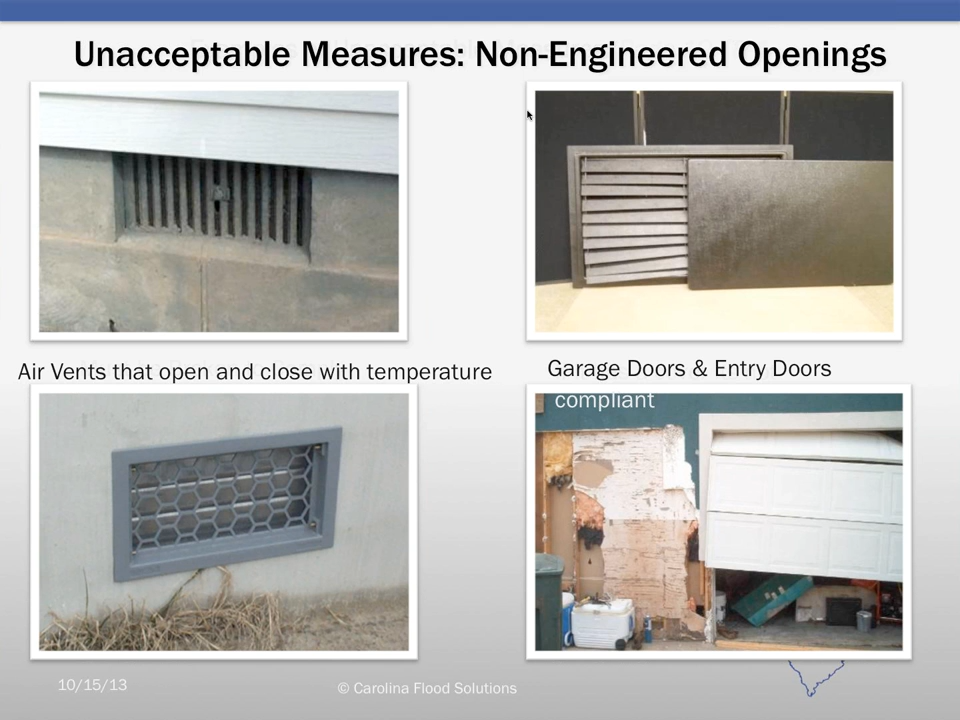 Unacceptable Measures: Non-Engineered Openings
Air Vents that open and close with temperature
Garage Doors & Entry Doors
compliant
10/15/13
© Carolina Flood Solutions